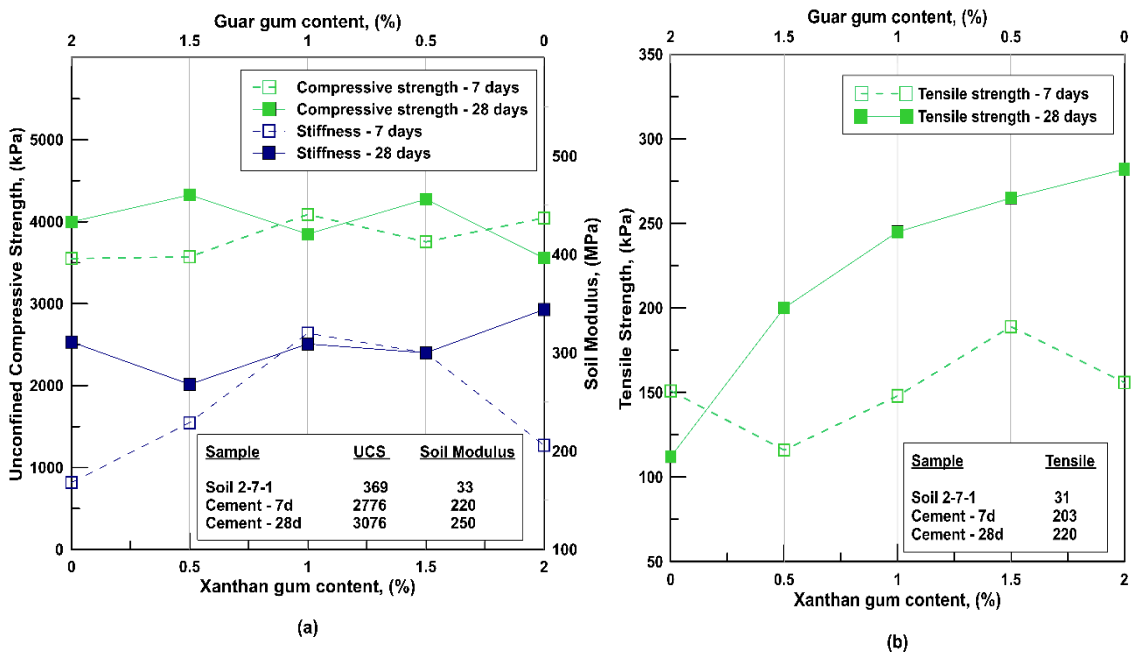 Guar gum content, (%)
2 1.5 1 0.5 0
Compressive strength - 7 days
Compressive strength - 28 days
Stiffness - 7 days
Stiffness - 28 days
Unconfined Compressive Strength, (kPa)
5000
4000
3000
2000
1000
0
Soil Modulus, (MPa)
500
400
300
200
100
Sample UCS Soil Modulus
Soil 2-7-1 369 33
Cement - 7d 2776 220
Cement - 28d 3076 250
0 0.5 1 1.5 2
Xanthan gum content, (%)
(a)
Guar gum content, (%)
2 1.5 1 0.5 0
Tensile strength - 7 days
Tensile strength - 28 days
Tensile Strength, (kPa)
350
300
250
200
150
100
50
Sample Tensile
Soil 2-7-1 31
Cement - 7d 203
Cement - 28d 220
0 0.5 1 1.5 2
Xanthan gum content, (%)
(b)